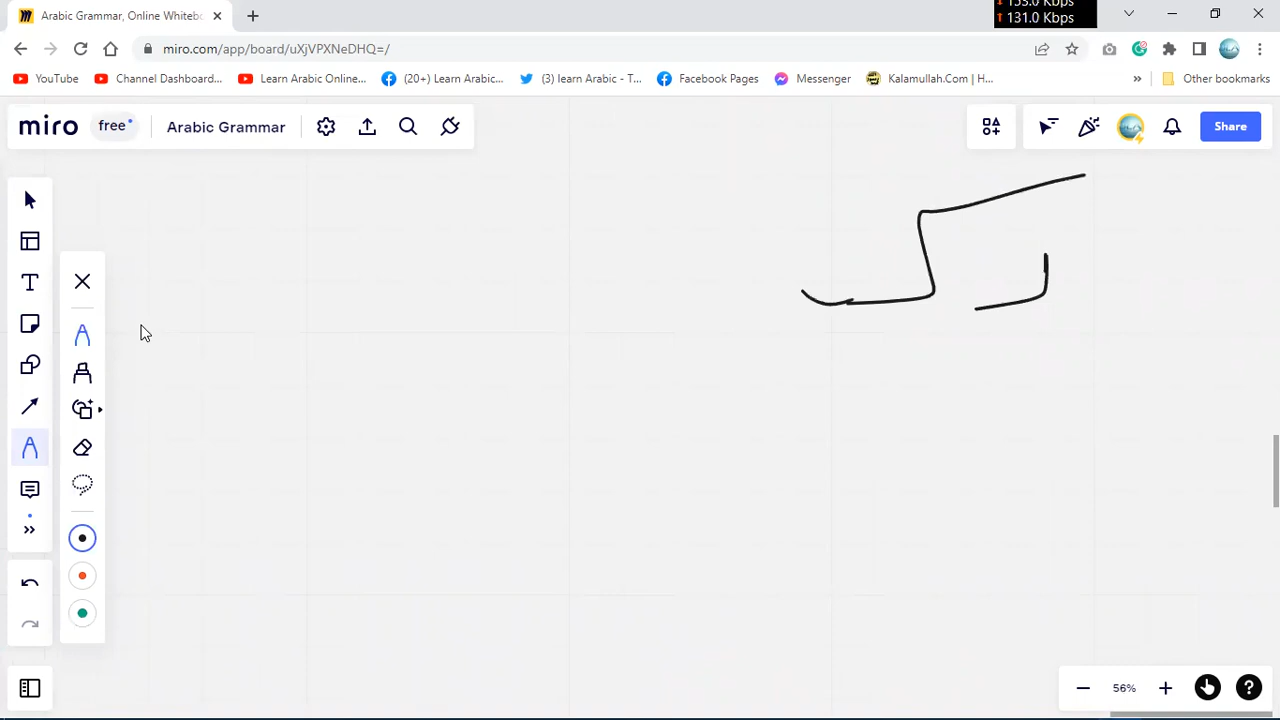 153.0 Kbps
131.0 Kbps
Arabic Grammar, Online Whitebo
miro.com/app/board/uXjVPXNeDHQ=/
YouTube
Channel Dashboard...
Learn Arabic Online...
(20+) Learn Arabic...
(3) learn Arabic - T...
Facebook Pages
Messenger
Kalamullah.Com | H...
Other bookmarks
miro
free
Arabic Grammar
Share
56%